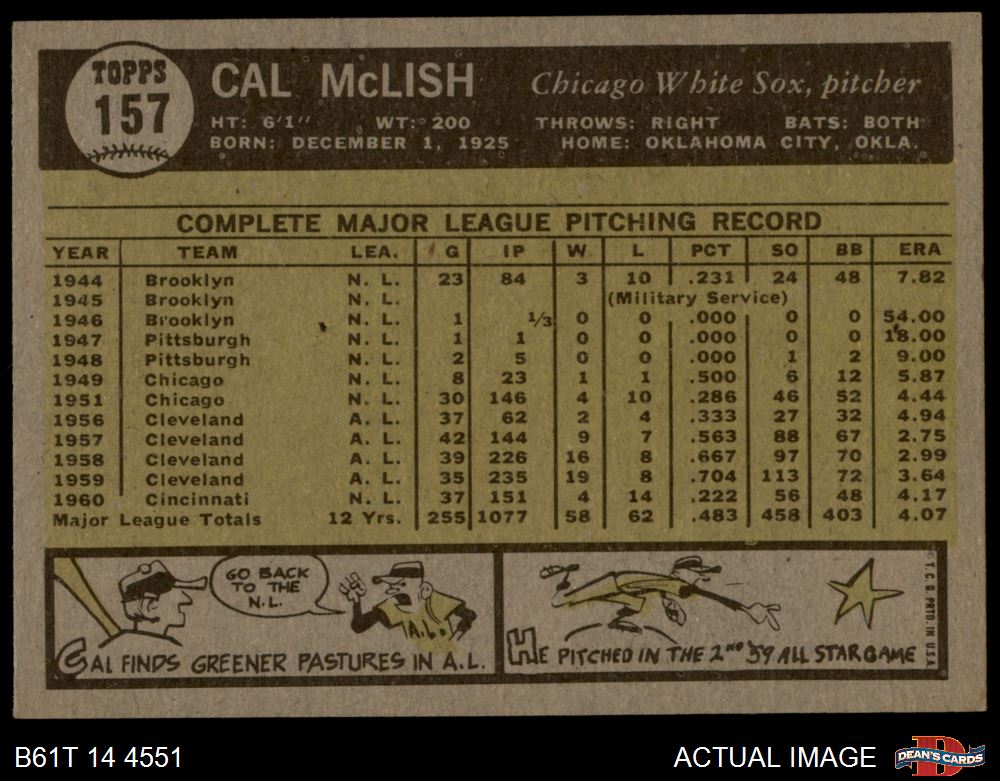 TOPPS
157
CAL McLISH Chicago White Sox, pitcher
HT: 6'1" WT: 200 THROWS: RIGHT BATS: BOTH
BORN: DECEMBER 1, 1925 HOME: OKLAHOMA CITY, OKLA.
COMPLETE MAJOR LEAGUE PITCHING RECORD
YEAR TEAM LEA. G IP W L PCT SO BB ERA
1944 Brooklyn N. L. 23 84 3 10 .231 24 48 7.82
1945 Brooklyn N. L. (Military Service)
1946 Brooklyn N. L. 1 1/3 0 0 .000 0 0 54.00
1947 Pittsburgh N. L. 1 1 0 0 .000 0 0 18.00
1948 Pittsburgh N. L. 2 5 0 0 .000 1 2 9.00
1949 Chicago N. L. 8 23 1 1 .500 6 12 5.87
1951 Chicago N. L. 30 146 4 10 .286 46 52 4.44
1956 Cleveland A. L. 37 62 2 4 .333 27 32 4.94
1957 Cleveland A. L. 42 144 9 7 .563 88 67 2.75
1958 Cleveland A. L. 39 226 16 8 .667 97 70 2.99
1959 Cleveland A. L. 35 235 19 8 .704 113 72 3.64
1960 Cincinnati N. L. 37 151 4 14 .222 56 48 4.17
Major League Totals 12 Yrs. 255 1077 58 62 .483 458 403 4.07
GO BACK
TO THE
N.L.
A.L.
CAL FINDS GREENER PASTURES IN A.L.
HE PITCHED IN THE 2ND '59 ALL STAR GAME
T. C. G. PRTD. IN U.S.A.
B61T 14 4551
ACTUAL IMAGE
D
DEAN'S CARDS